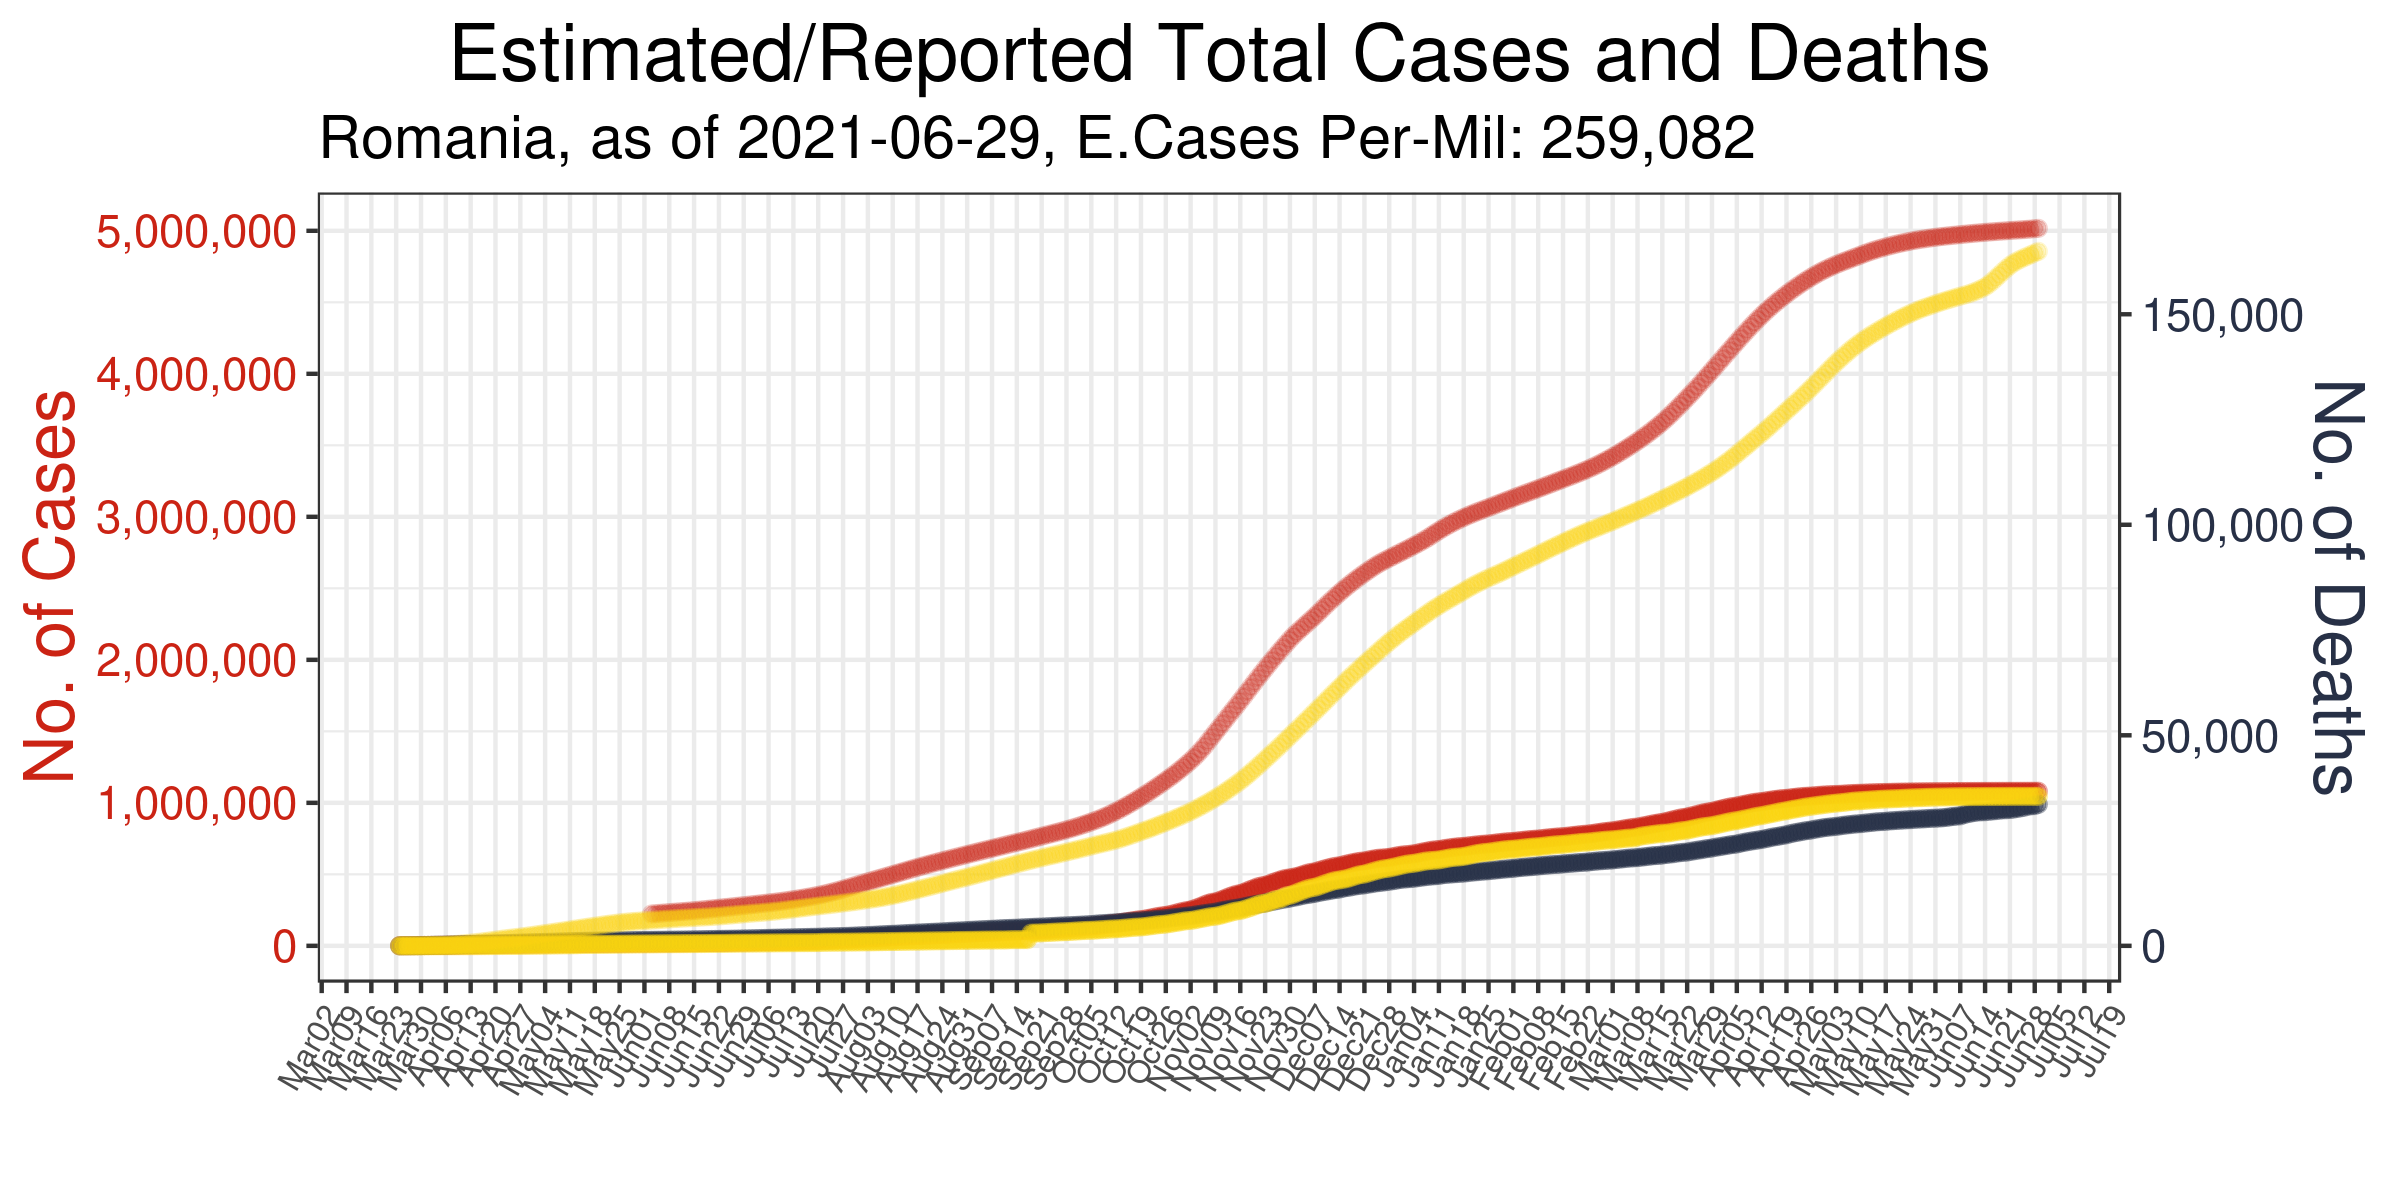 Estimated/Reported Total Cases and Deaths
Romania, as of 2021-06-29, E.Cases Per-Mil: 259,082
No. of Cases
5,000,000
4,000,000
3,000,000
2,000,000
1,000,000
0
150,000
100,000
50,000
0
No. of Deaths
Mar02
Mar09
Mar16
Mar23
Mar30
Apr06
Apr13
Apr20
Apr27
May04
May11
May18
May25
Jun01
Jun08
Jun15
Jun22
Jun29
Jul06
Jul13
Jul20
Jul27
Aug03
Aug10
Aug17
Aug24
Aug31
Sep07
Sep14
Sep21
Sep28
Oct05
Oct12
Oct19
Oct26
Nov02
Nov09
Nov16
Nov23
Nov30
Dec07
Dec14
Dec21
Dec28
Jan04
Jan11
Jan18
Jan25
Feb01
Feb08
Feb15
Feb22
Mar01
Mar08
Mar15
Mar22
Mar29
Apr05
Apr12
Apr19
Apr26
May03
May10
May17
May24
May31
Jun07
Jun14
Jun21
Jun28
Jul05
Jul12
Jul19